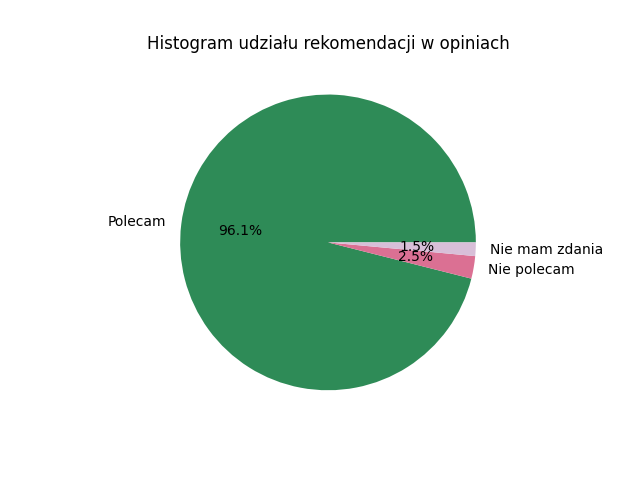 Histogram udziału rekomendacji w opiniach
Polecam
96.1%
1.5%
Nie mam zdania
2.5%
Nie polecam